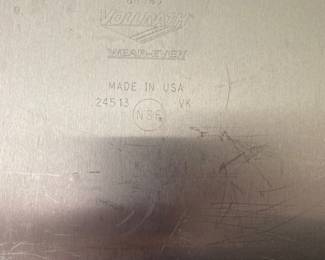 VOLLRATH
WEAR-EVER
MADE IN USA
24513 VK
NSF